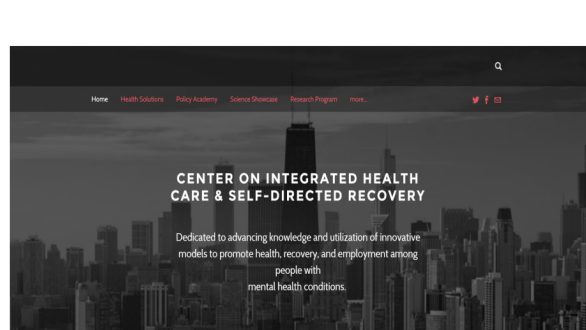 Home Health Solutions Policy Academy Science Showcase Research Program more...
CENTER ON INTEGRATED HEALTH
CARE & SELF-DIRECTED RECOVERY
Dedicated to advancing knowledge and utilization of innovative
models to promote health, recovery, and employment among
people with
mental health conditions.